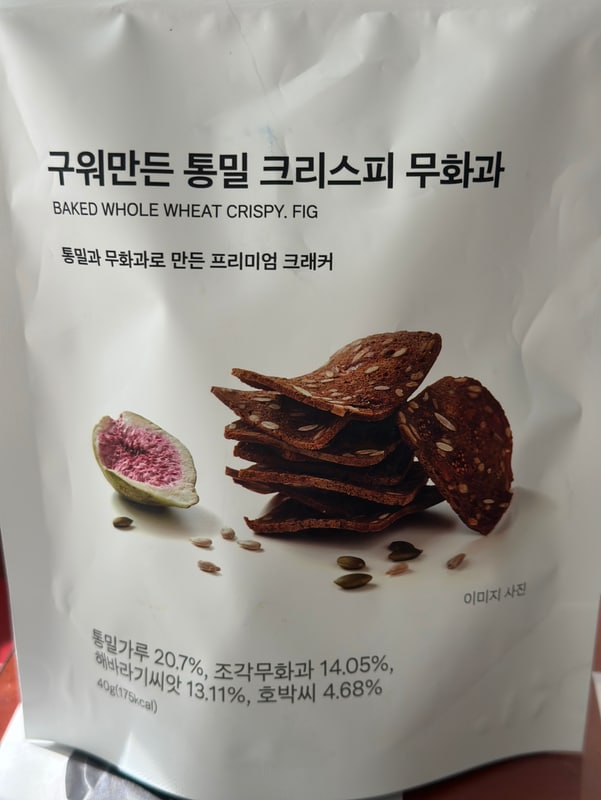 구워만든 통밀 크리스피 무화과
BAKED WHOLE WHEAT CRISPY. FIG
통밀과 무화과로 만든 프리미엄 크래커
이미지 사진
통밀가루 20.7%, 조각무화과 14.05%,
해바라기씨앗 13.11%, 호박씨 4.68%
40g(175kcal)